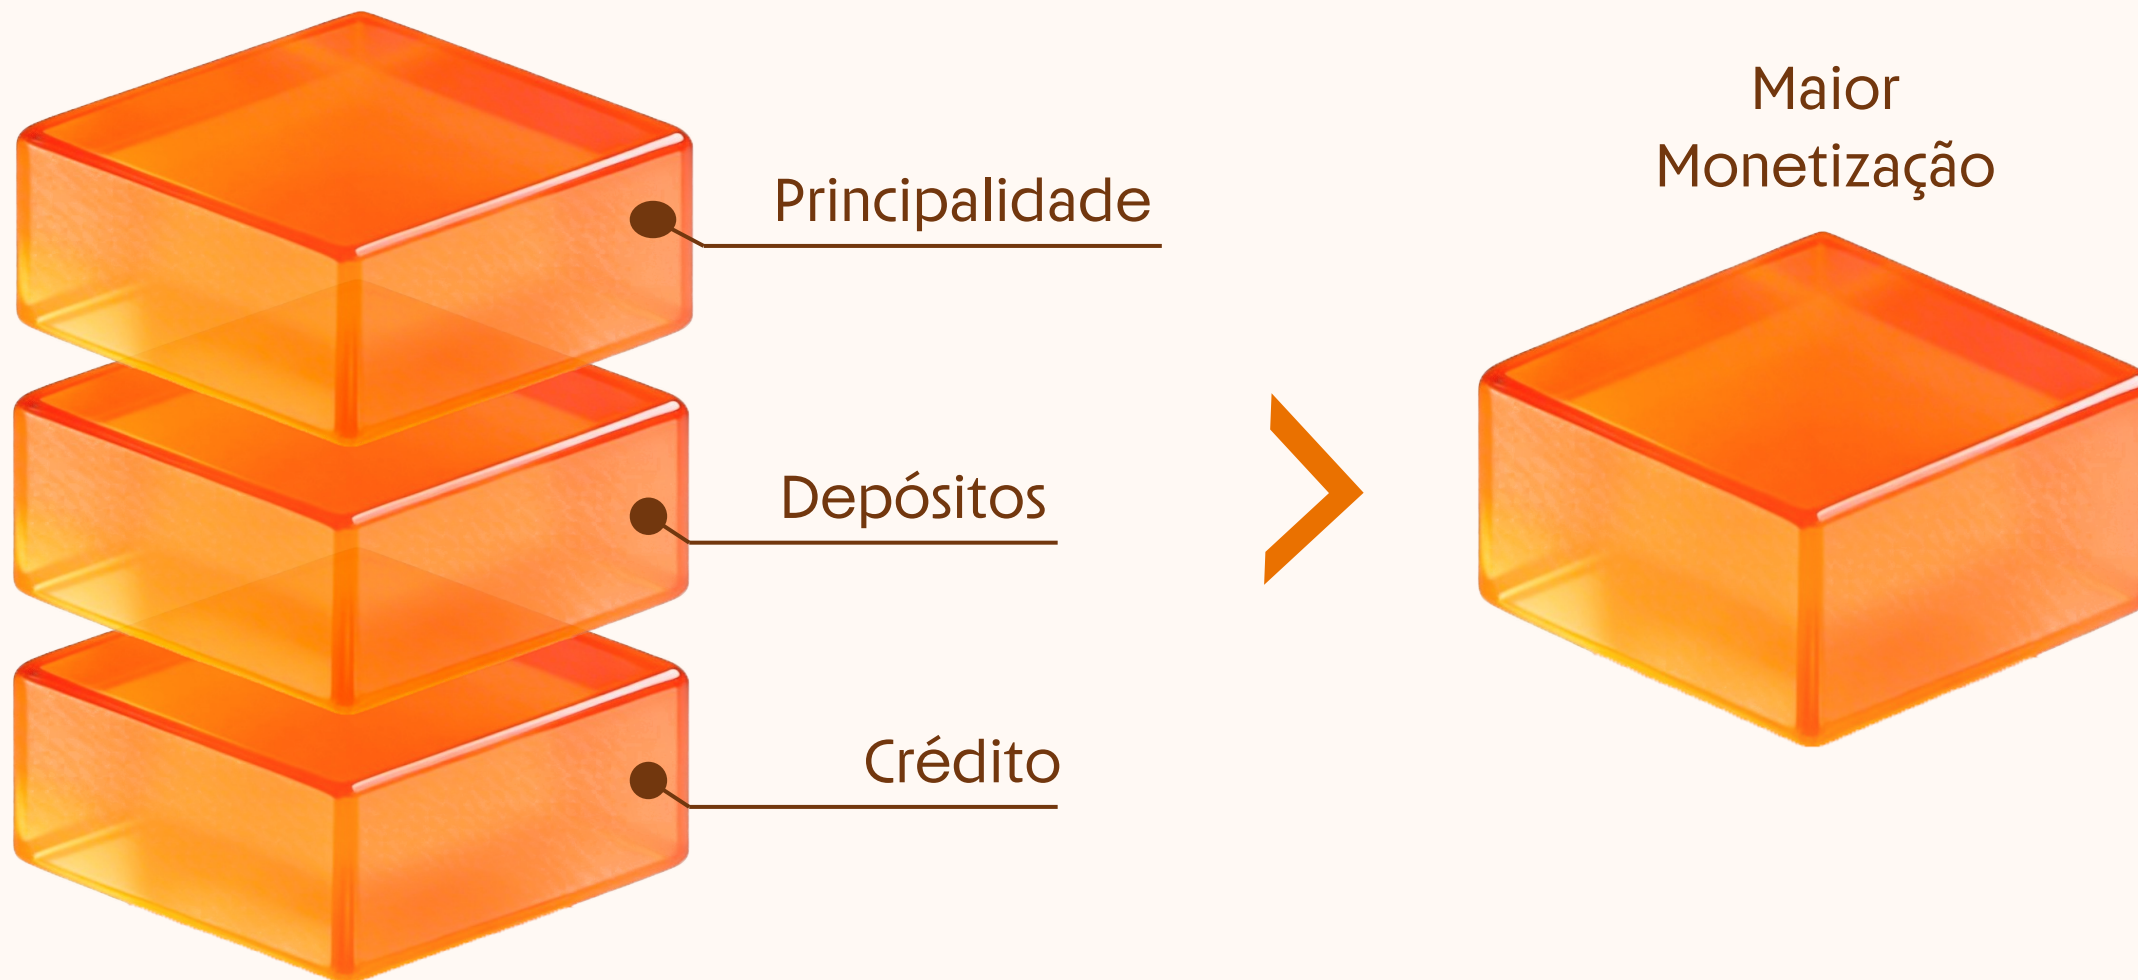 Principalidade
Depósitos
Crédito
Maior
Monetização